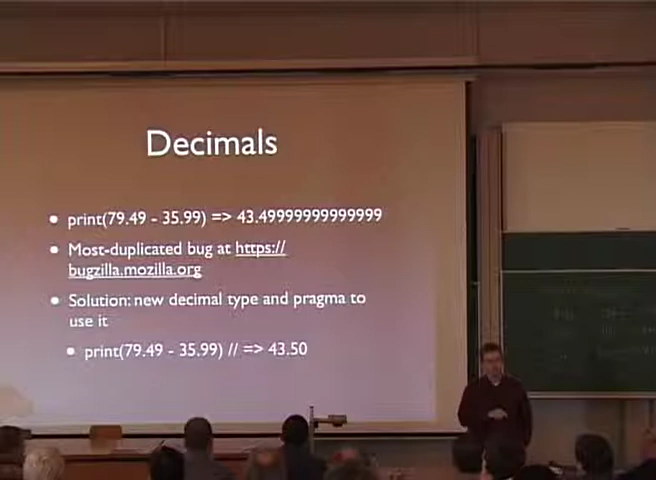 Decimals
• print(79.49 - 35.99) => 43.49999999999999
• Most-duplicated bug at https://
bugzilla.mozilla.org
• Solution: new decimal type and pragma to
use it
• print(79.49 - 35.99) // => 43.50